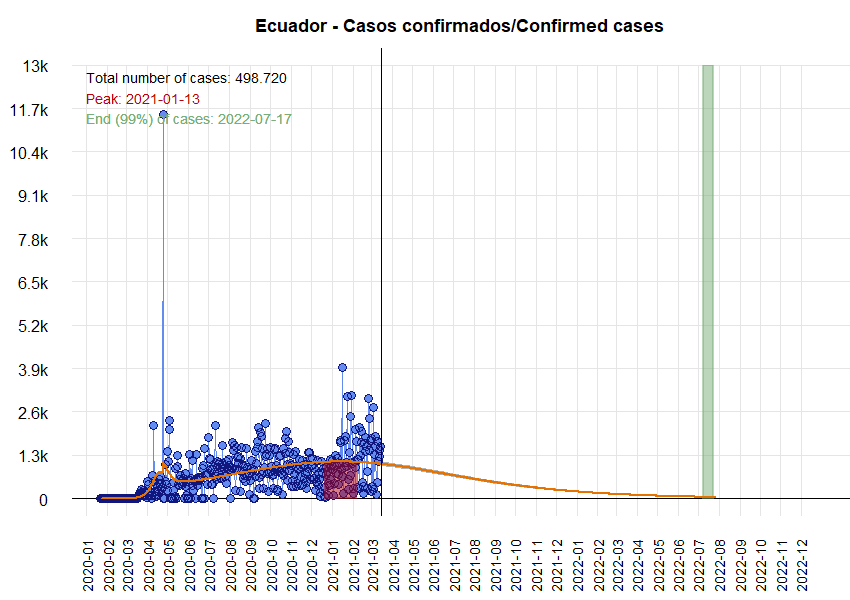 Ecuador - Casos confirmados/Confirmed cases
13k
Total number of cases: 498.720
Peak: 2021-01-13
11.7k
End (99%) of cases: 2022-07-17
10.4k
9.1k
7.8k
6.5k
5.2k
3.9k
2.6k
1.3k
0
2020-01
2020-02
2020-03
2020-04
2020-05
2020-06
2020-07
2020-08
2020-09
2020-10
2020-11
2020-12
2021-01
2021-02
2021-03
2021-04
2021-05
2021-06
2021-07
2021-08
2021-09
2021-10
2021-11
2021-12
2022-01
2022-02
2022-03
2022-04
2022-05
2022-06
2022-07
2022-08
2022-09
2022-10
2022-11
2022-12